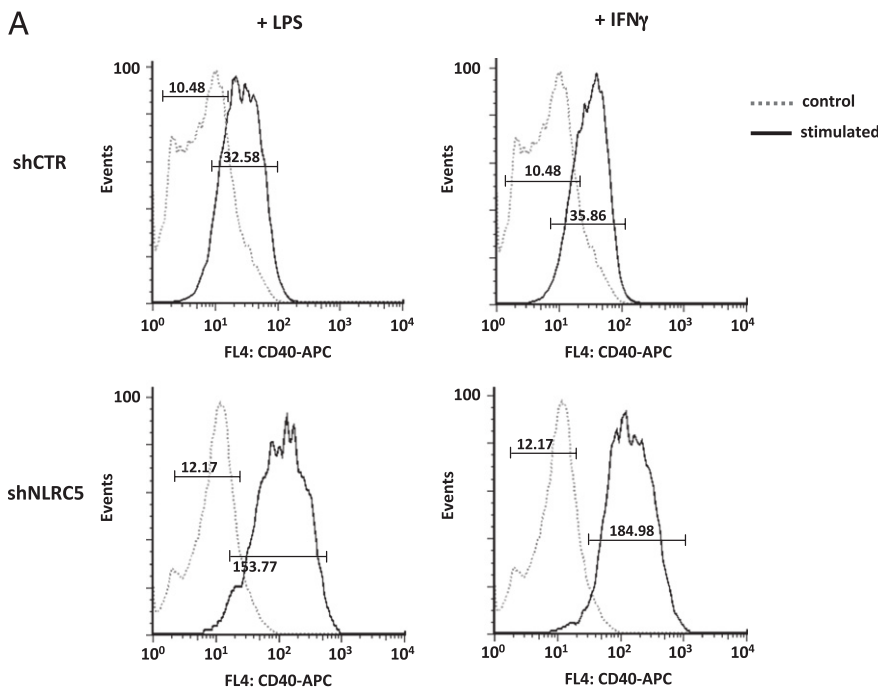 A
+ LPS
+ IFNγ
control
stimulated
shCTR
Events
100
10.48
32.58
10⁰ 10¹ 10² 10³ 10⁴
FL4: CD40-APC
Events
100
10.48
35.86
10⁰ 10¹ 10² 10³ 10⁴
FL4: CD40-APC
shNLRC5
Events
100
12.17
153.77
10⁰ 10¹ 10² 10³ 10⁴
FL4: CD40-APC
Events
100
12.17
184.98
10⁰ 10¹ 10² 10³ 10⁴
FL4: CD40-APC